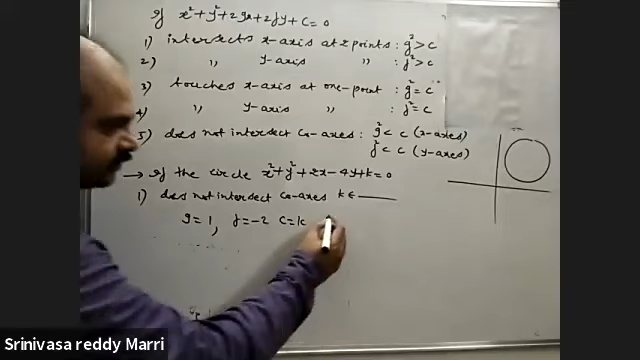 If x²+y²+2gx+2fy+c=0
1) intersects x-axis at 2 points : g²>c
2) ,, y-axis ,, : f²>c
3) touches x-axis at one-point : g²=c
4) ,, y-axis ,, : f²=c
5) does not intersect co-axes : g²<c (x-axes)
f²<c (y-axes)
→ If the circle x²+y²+2x-4y+k=0
1) does not intersect co-axes k∈ ____
g=1, f=-2 c=k
Srinivasa reddy Marri